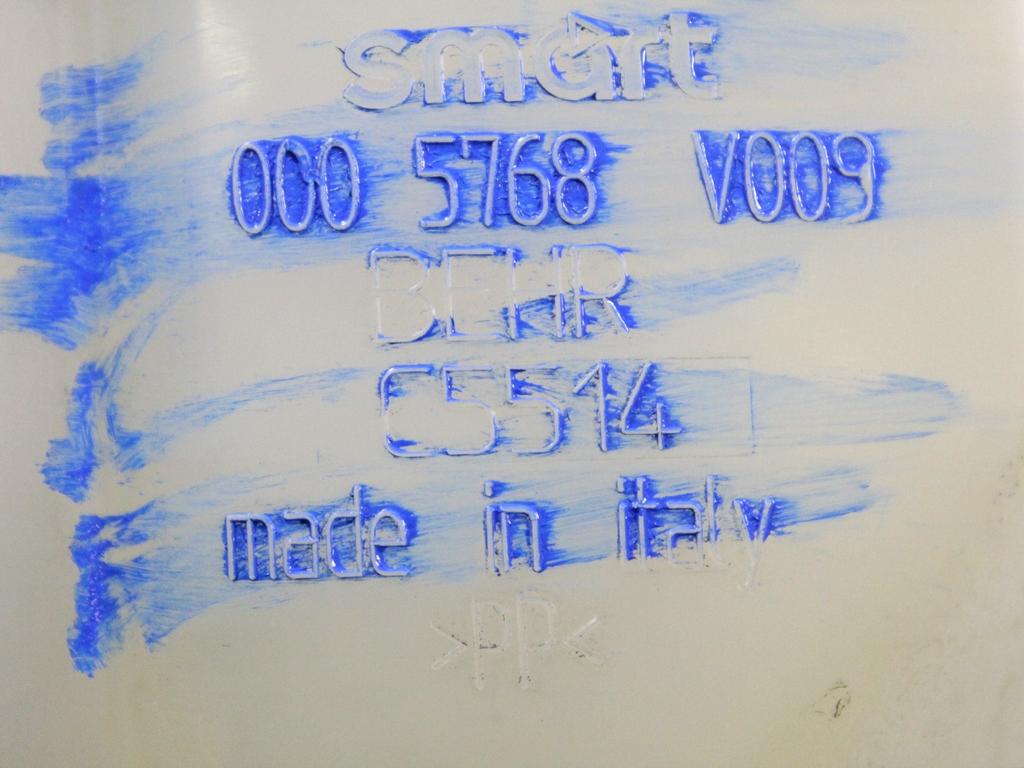 smart
000 5768 V009
BEHR
C5514
made in italy
>PP<